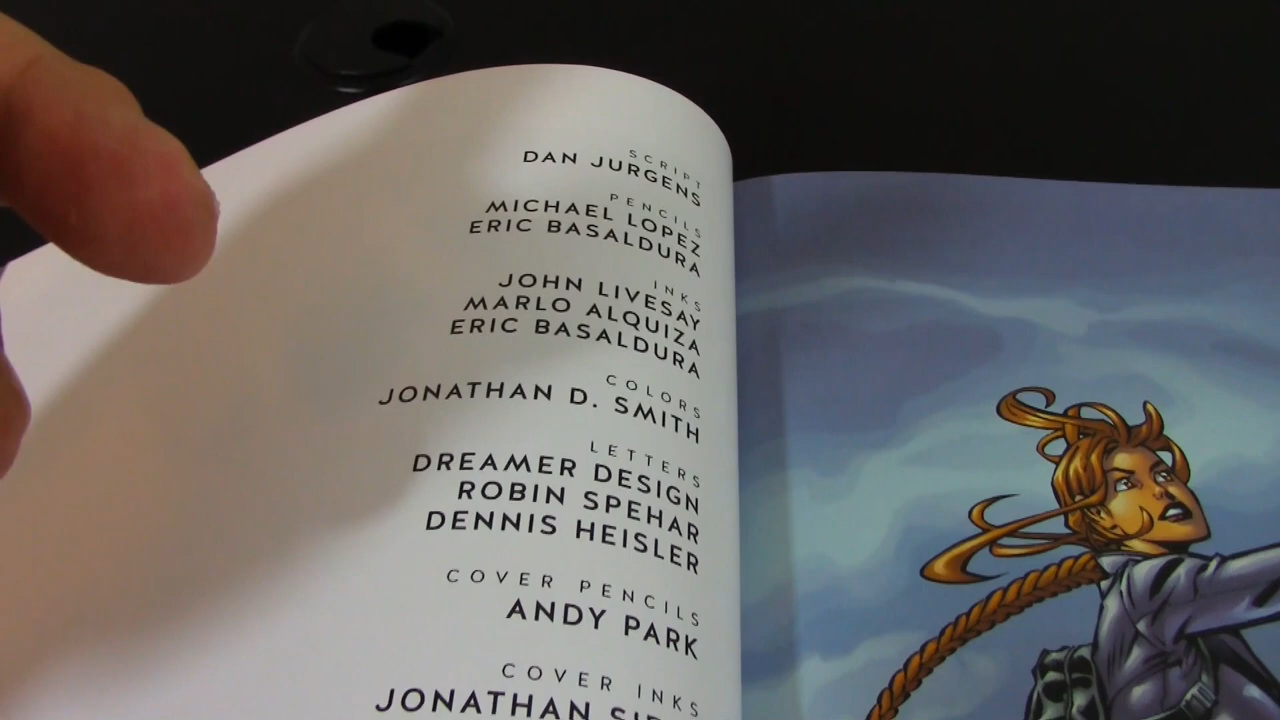 SCRIPT
DAN JURGENS
PENCILS
MICHAEL LOPEZ
ERIC BASALDURA
INKS
JOHN LIVESAY
MARLO ALQUIZA
ERIC BASALDURA
COLORS
JONATHAN D. SMITH
LETTERS
DREAMER DESIGN
ROBIN SPEHAR
DENNIS HEISLER
COVER PENCILS
ANDY PARK
COVER INKS
JONATHAN